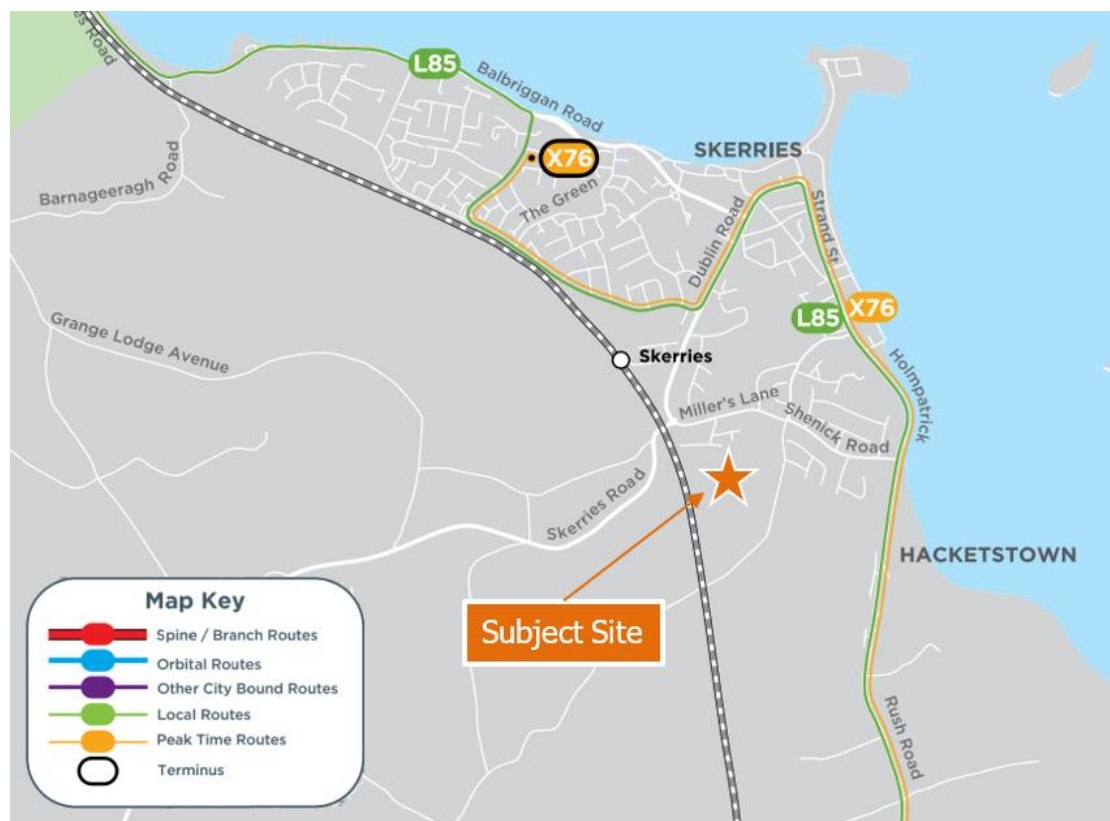 es Road
L85
Balbriggan Road
X76
SKERRIES
Barnageeragh Road
The Green
Dublin Road
Strand St
L85
X76
Grange Lodge Avenue
Skerries
Holmpatrick
Miller's Lane
Shenick Road
Skerries Road
HACKETSTOWN
Subject Site
Rush Road
Map Key
Spine / Branch Routes
Orbital Routes
Other City Bound Routes
Local Routes
Peak Time Routes
Terminus